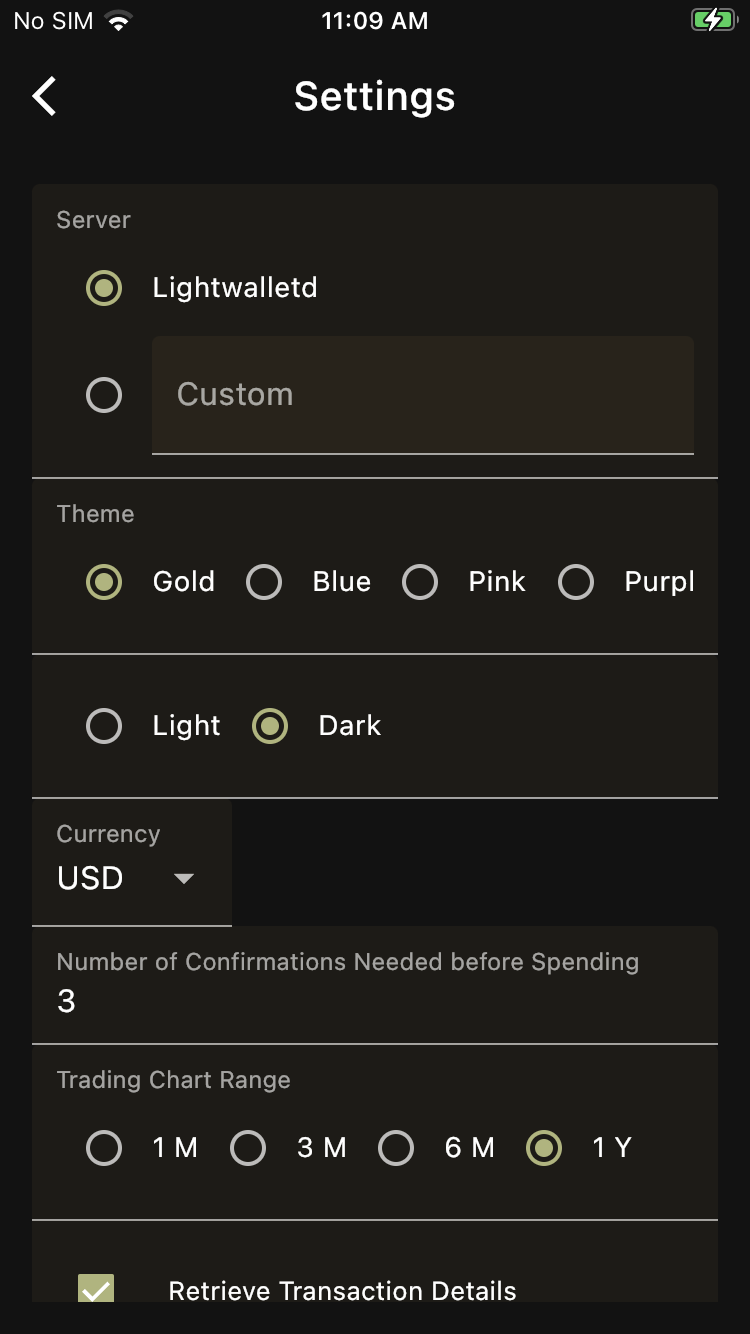 No SIM 11:09 AM
Settings
Server
Lightwalletd
Custom
Theme
Gold Blue Pink Purpl
Light Dark
Currency
USD
Number of Confirmations Needed before Spending
3
Trading Chart Range
1 M 3 M 6 M 1 Y
Retrieve Transaction Details